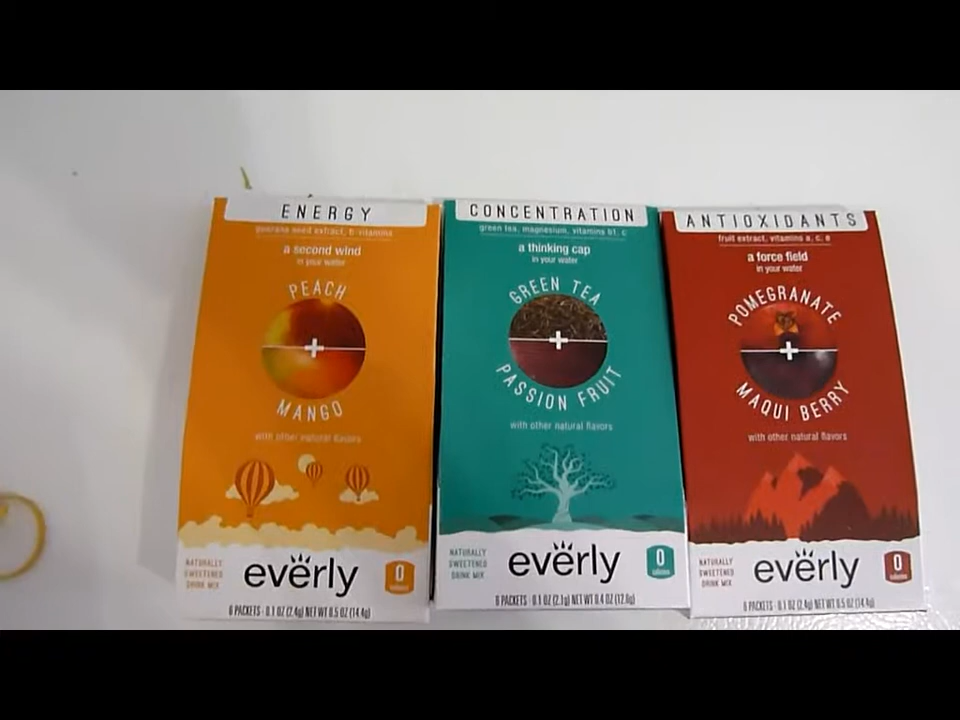 ENERGY
guarana seed extract, b vitamins
a second wind
in your water
PEACH
+
MANGO
with other natural flavors
NATURALLY
SWEETENED
DRINK MIX
everly
0
calories
6 PACKETS · 0.1 OZ (2.4g) NET WT 0.5 OZ (14.4g)
CONCENTRATION
green tea, magnesium, vitamins b1, c
a thinking cap
in your water
GREEN TEA
+
PASSION FRUIT
with other natural flavors
NATURALLY
SWEETENED
DRINK MIX
everly
0
calories
6 PACKETS · 0.1 OZ (2.1g) NET WT 0.4 OZ (12.6g)
ANTIOXIDANTS
fruit extract, vitamins a, c, e
a force field
in your water
POMEGRANATE
+
MAQUI BERRY
with other natural flavors
NATURALLY
SWEETENED
DRINK MIX
everly
0
calories
6 PACKETS · 0.1 OZ (2.4g) NET WT 0.5 OZ (14.4g)